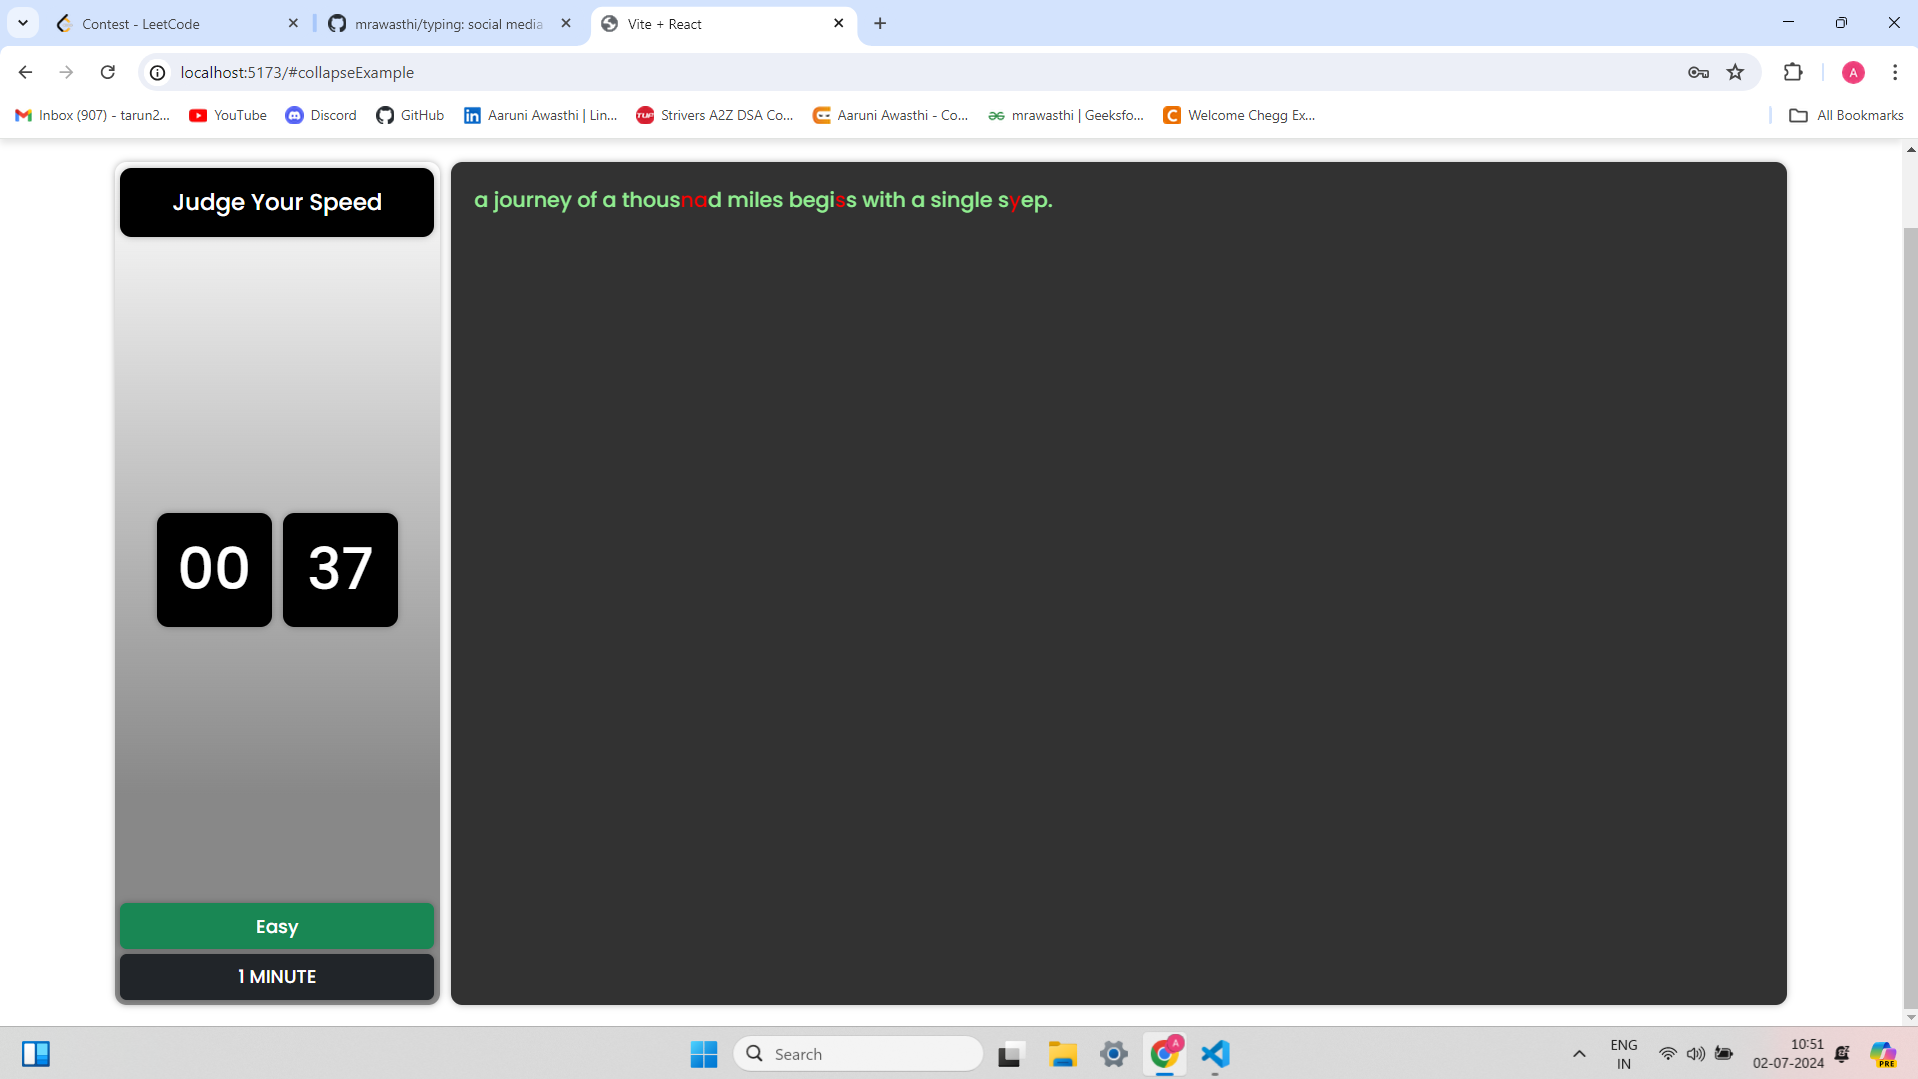 Contest - LeetCode
mrawasthi/typing: social media
Vite + React
localhost:5173/#collapseExample
A
Inbox (907) - tarun2...
YouTube
Discord
GitHub
Aaruni Awasthi | Lin...
Strivers A2Z DSA Co...
Aaruni Awasthi - Co...
mrawasthi | Geeksfo...
Welcome Chegg Ex...
All Bookmarks
Judge Your Speed
a journey of a thousnad miles begiss with a single syep.
00 37
Easy
1 MINUTE
Search
A
ENG
IN
10:51
02-07-2024
PRE